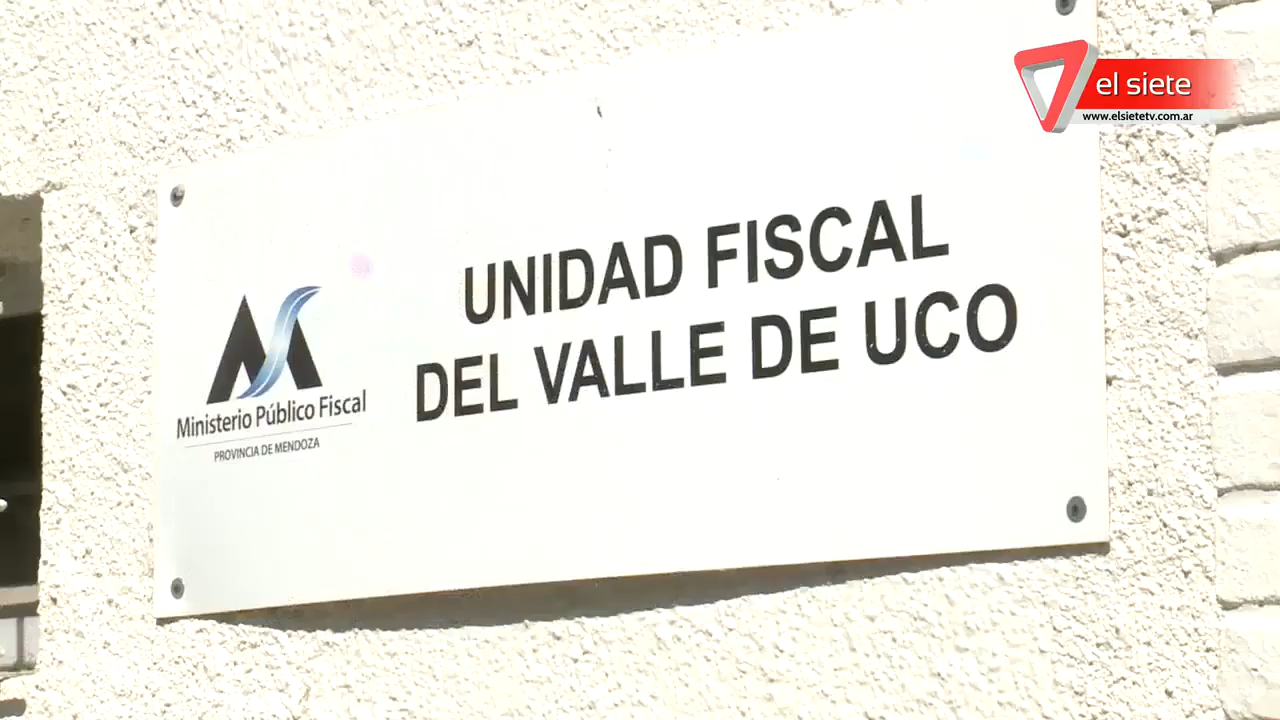 el siete
www.elsietetv.com.ar
UNIDAD FISCAL
DEL VALLE DE UCO
Ministerio Público Fiscal
PROVINCIA DE MENDOZA